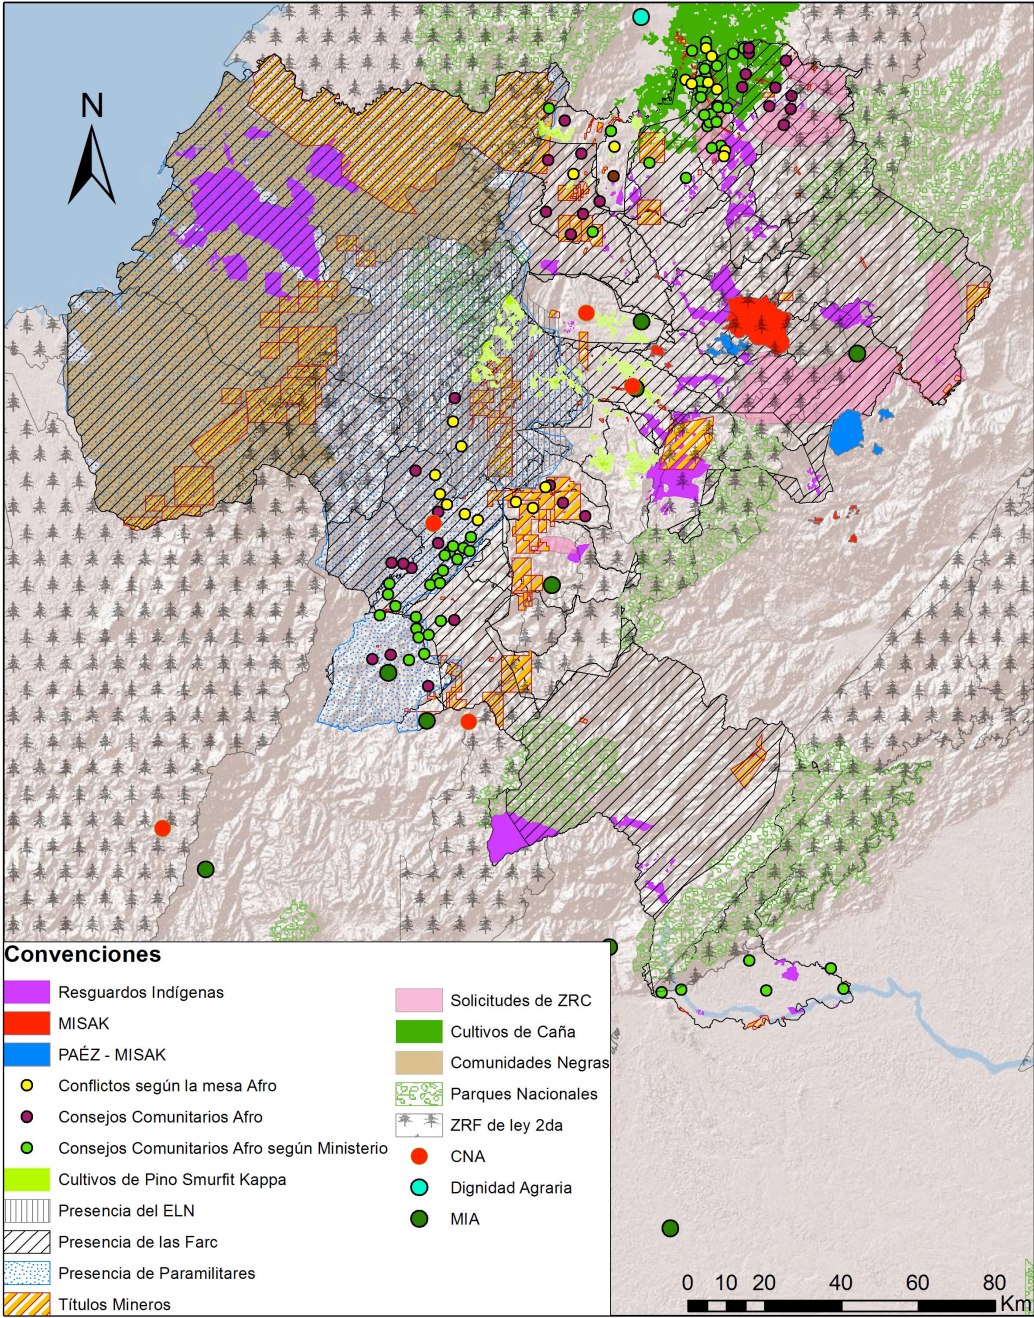 N
Convenciones
Resguardos Indígenas
MISAK
PAÉZ - MISAK
Conflictos según la mesa Afro
Consejos Comunitarios Afro
Consejos Comunitarios Afro según Ministerio
Cultivos de Pino Smurfit Kappa
Presencia del ELN
Presencia de las Farc
Presencia de Paramilitares
Títulos Mineros
Solicitudes de ZRC
Cultivos de Caña
Comunidades Negras
Parques Nacionales
ZRF de ley 2da
CNA
Dignidad Agraria
MIA
0 10 20 40 60 80
Km